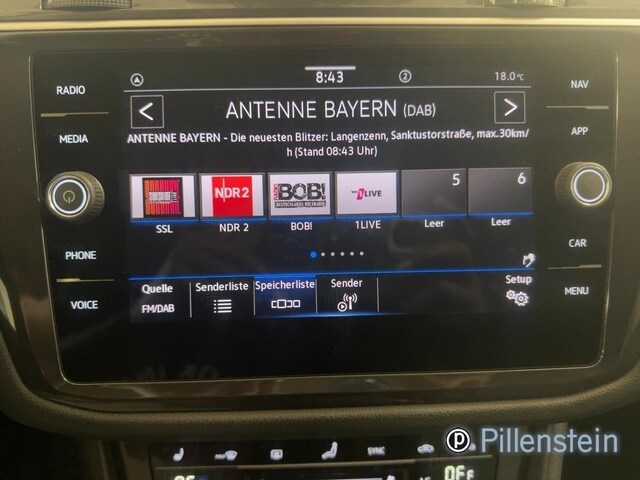 RADIO
MEDIA
PHONE
VOICE
NAV
APP
CAR
MENU
8:43
2
18.0°C
< ANTENNE BAYERN (DAB) >
ANTENNE BAYERN - Die neuesten Blitzer: Langenzenn, Sanktustorstraße, max.30km/
h (Stand 08:43 Uhr)
NDR 2
BOB!
1LIVE
5
6
SSL
NDR 2
BOB!
1LIVE
Leer
Leer
Quelle
FM/DAB
Senderliste
Speicherliste
Sender
Setup
SYNC
OFF
P Pillenstein